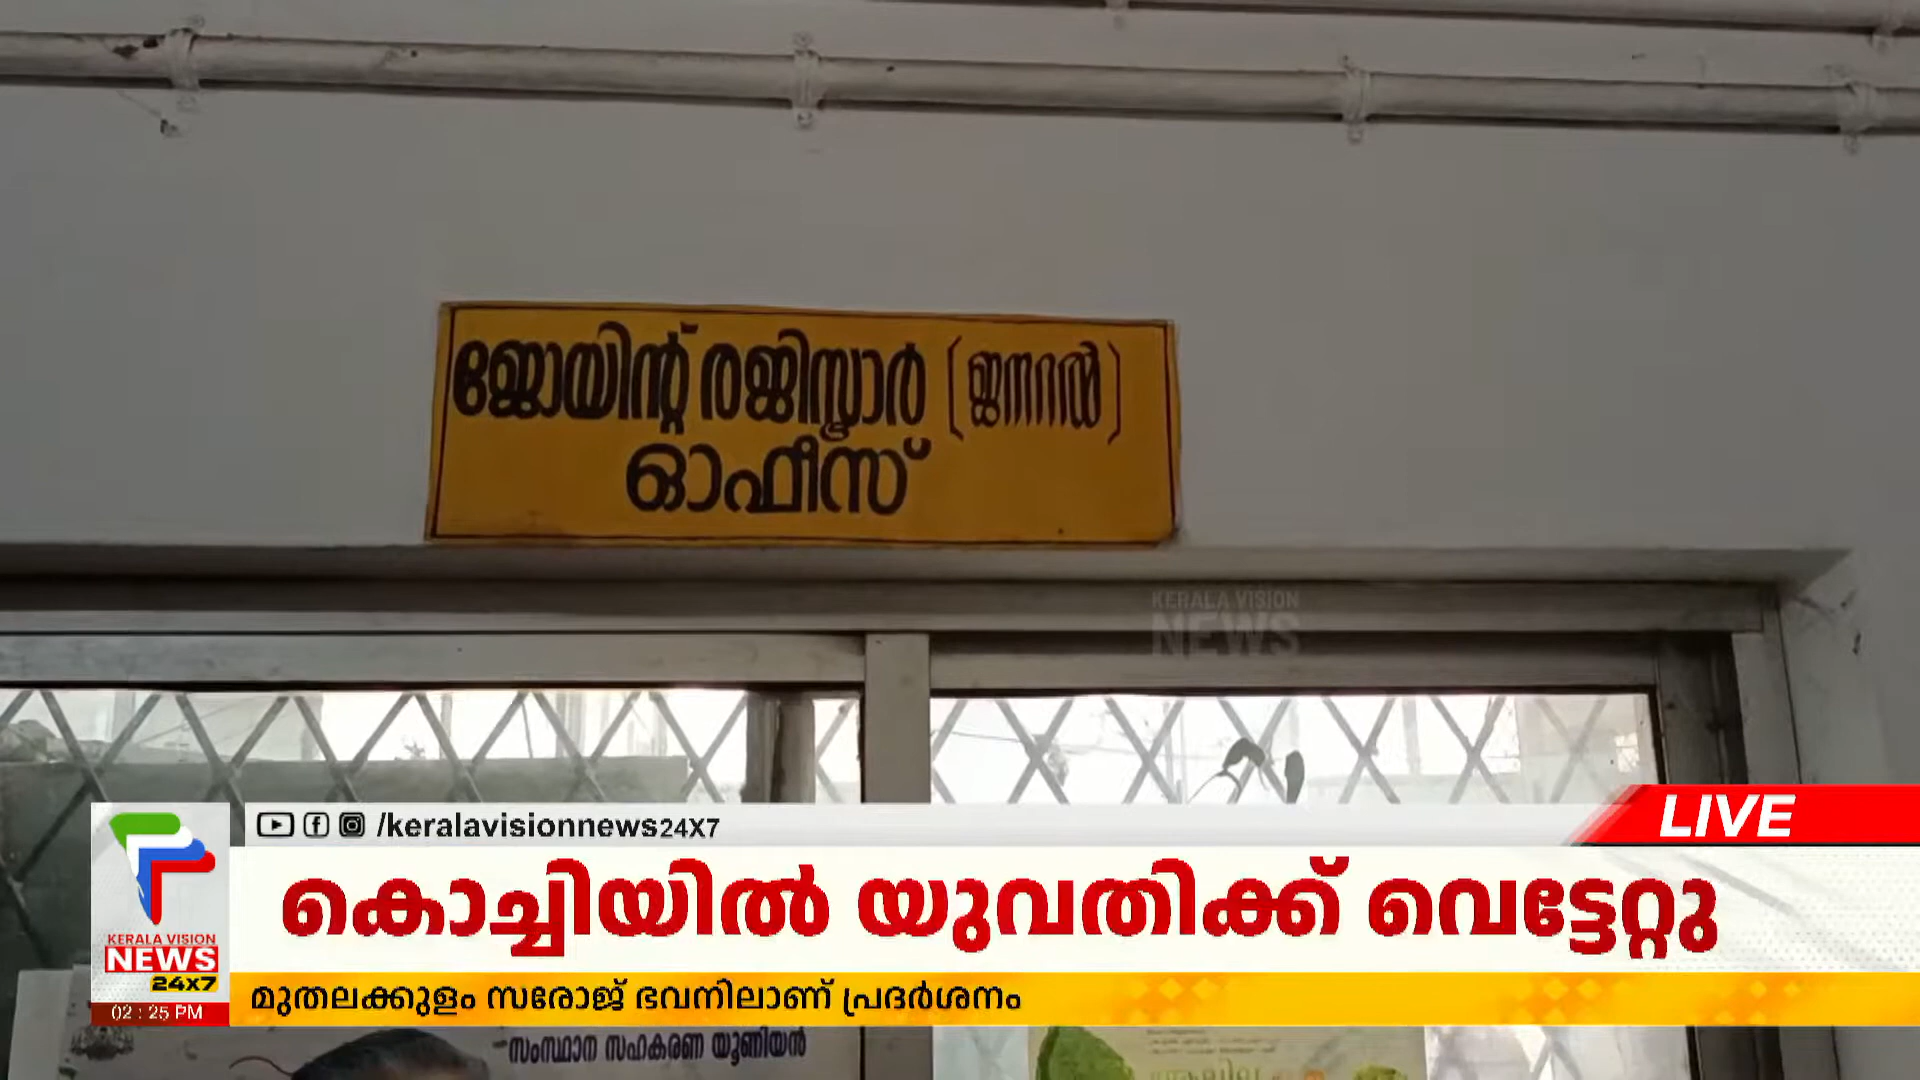 ജോയിന്റ് രജിസ്ട്രാർ (ജനറൽ)
ഓഫീസ്
KERALA VISION
NEWS
/keralavisionnews24X7
LIVE
കൊച്ചിയിൽ യുവതിക്ക് വെട്ടേറ്റു
KERALA VISION
NEWS
24X7
02 : 25 PM
മുതലക്കുളം സരോജ് ഭവനിലാണ് പ്രദർശനം
സംസ്ഥാന സഹകരണ യൂണിയൻ